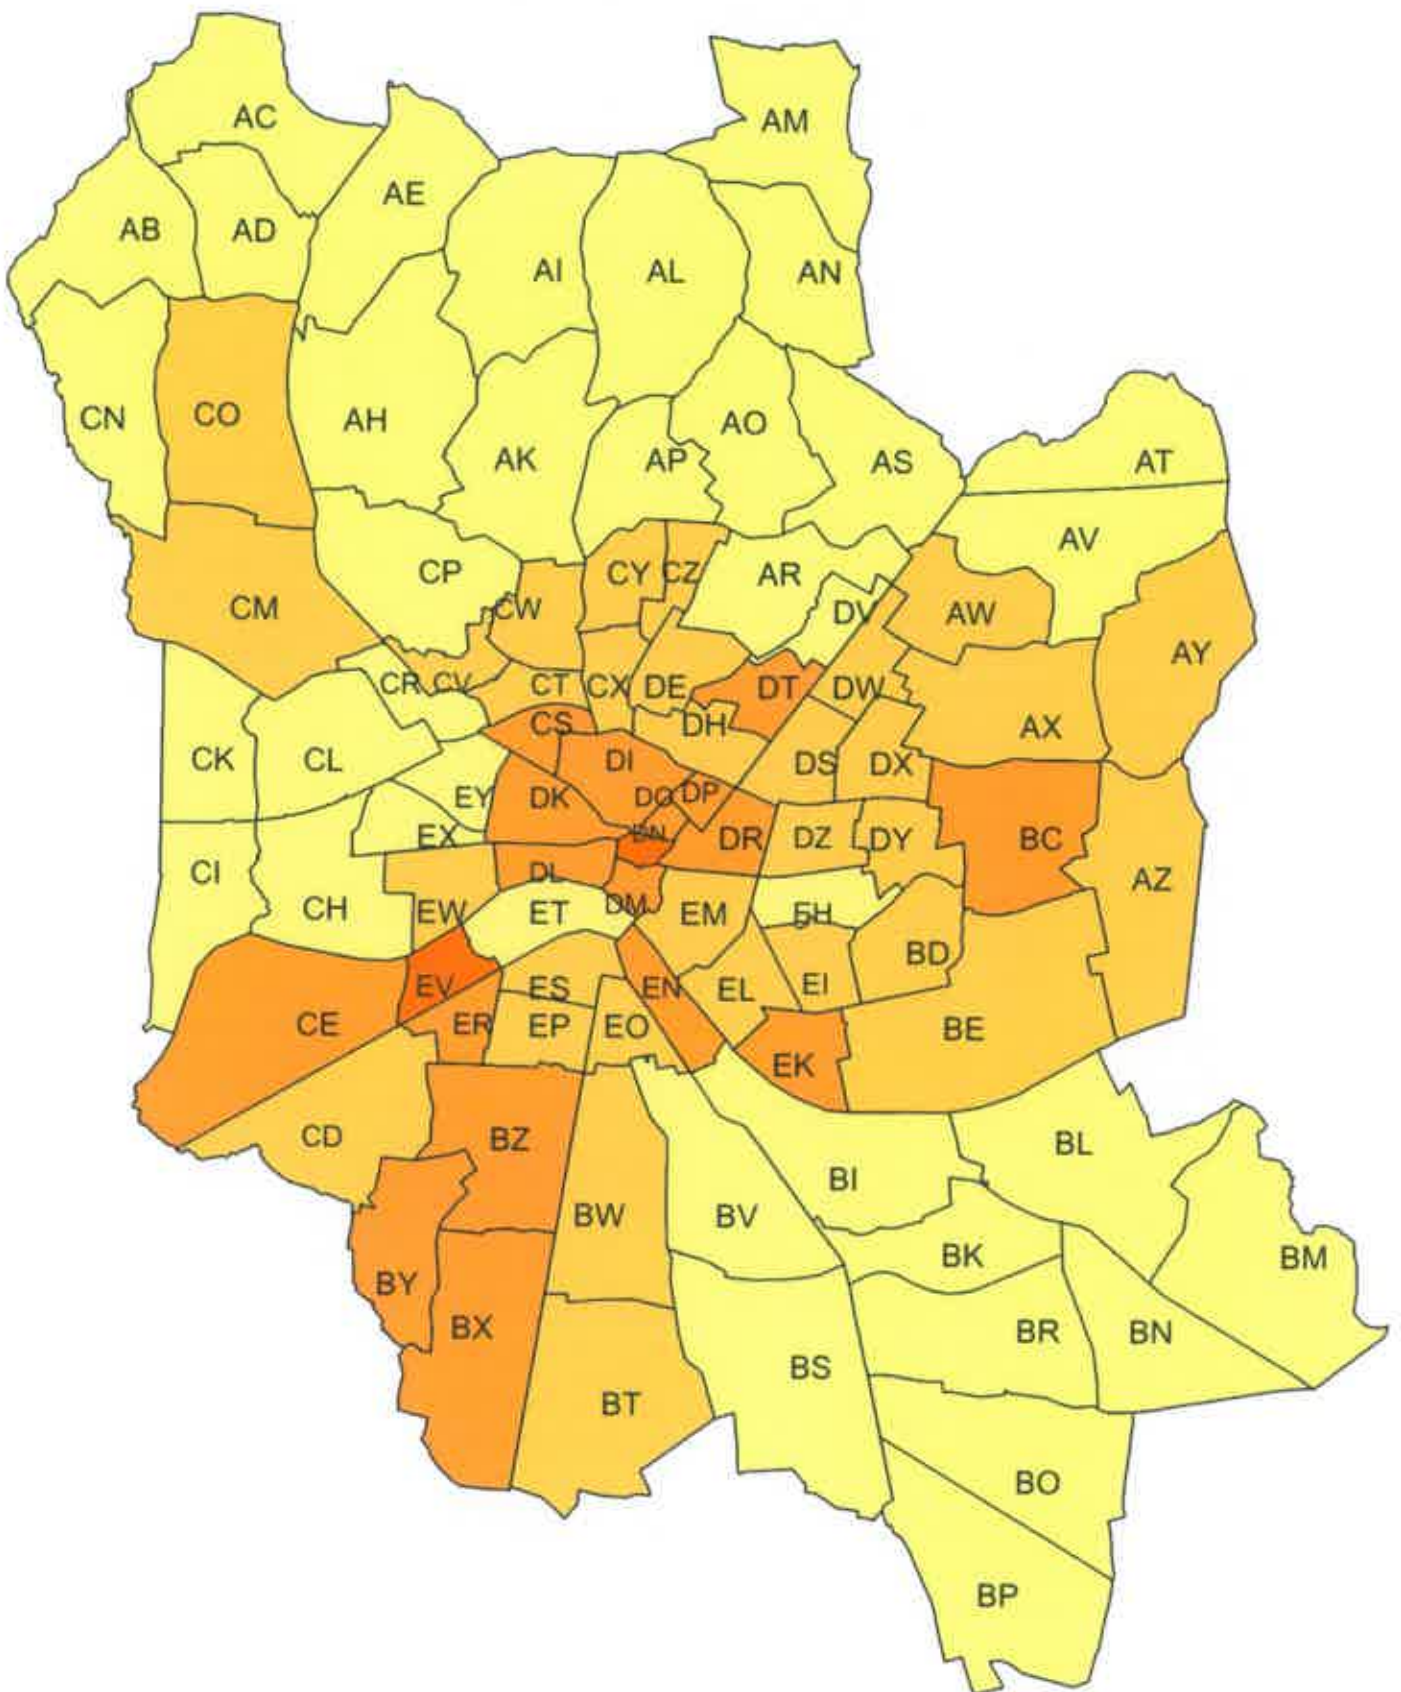 AC AM
AE
AB AD
AI AL AN
CN CO AH AO
AK AP AS AT
AV
CP CY CZ AR
CM CW DV AW
AY
CR CV CT CX DE DT DW
CS DH AX
CK CL DI DS DX
EY DK DO DP
EX DN DR DZ DY BC
CI DL AZ
CH EW ET DM EM EH
BD
EV ES EN EL EI
CE ER EP EO BE
EK
CD BZ BL
BI
BW BV
BY BK BM
BX BR BN
BS
BT
BO
BP